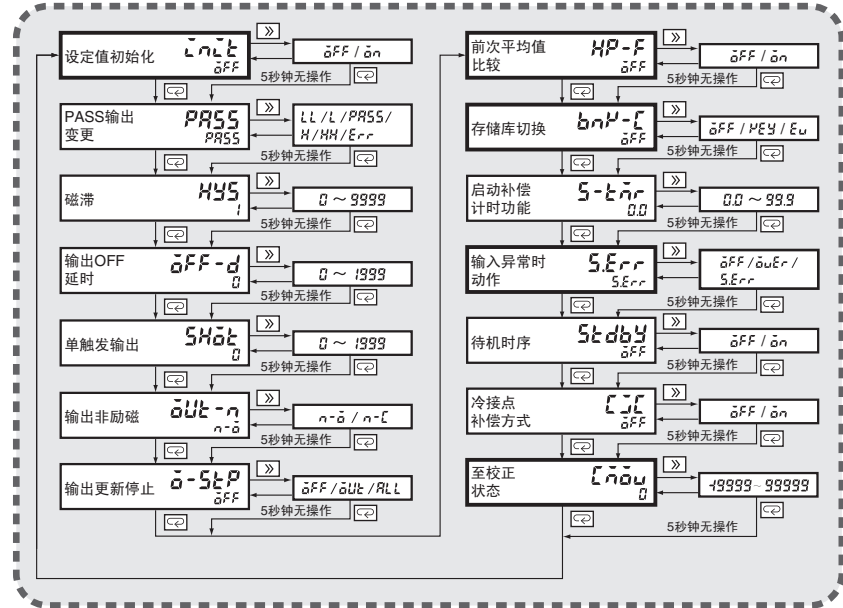 设定值初始化
init
oFF
oFF / on
5秒钟无操作
PASS输出
变更
PASS
PASS
LL/L/PASS/
H/HH/Err
5秒钟无操作
磁滞
HYS
1
0～9999
5秒钟无操作
输出OFF
延时
oFF-d
0
0～1999
5秒钟无操作
单触发输出
SHot
0
0～1999
5秒钟无操作
输出非励磁
oUt-n
n-o
n-o / n-C
5秒钟无操作
输出更新停止
o-StP
oFF
oFF/oUt/ALL
5秒钟无操作
前次平均值
比较
HP-F
oFF
oFF / on
5秒钟无操作
存储库切换
bnK-C
oFF
oFF / KEY / Ev
5秒钟无操作
启动补偿
计时功能
S-tmr
0.0
0.0～99.9
5秒钟无操作
输入异常时
动作
S.Err
S.Err
oFF/ovEr/
S.Err
5秒钟无操作
待机时序
Stdby
oFF
oFF / on
5秒钟无操作
冷接点
补偿方式
CJC
oFF
oFF / on
5秒钟无操作
至校正
状态
Cmov
0
-19999~99999
5秒钟无操作